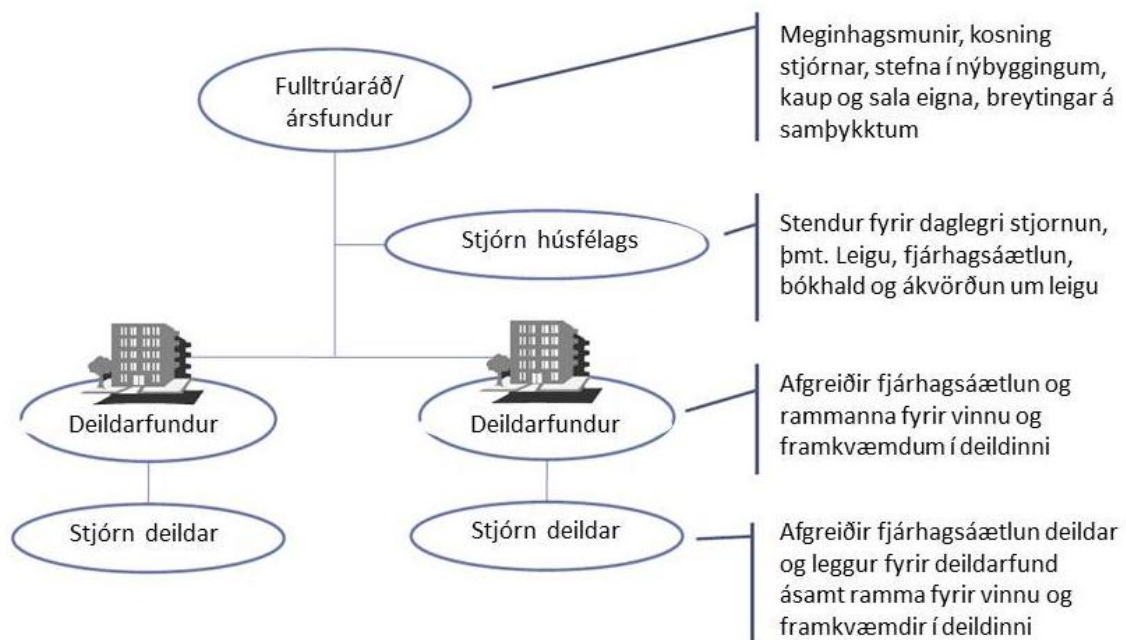 Fulltrúaráð/
ársfundur
Meginhagsmunir, kosning
stjórnar, stefna í nýbyggingum,
kaup og sala eigna, breytingar á
samþykktum
Stjórn húsfélags
Stendur fyrir daglegri stjornun,
þmt. Leigu, fjárhagsáætlun,
bókhald og ákvörðun um leigu
Deildarfundur
Deildarfundur
Afgreiðir fjárhagsáætlun og
rammanna fyrir vinnu og
framkvæmdum í deildinni
Stjórn deildar
Stjórn deildar
Afgreiðir fjárhagsáætlun deildar
og leggur fyrir deildarfund
ásamt ramma fyrir vinnu og
framkvæmdir í deildinni